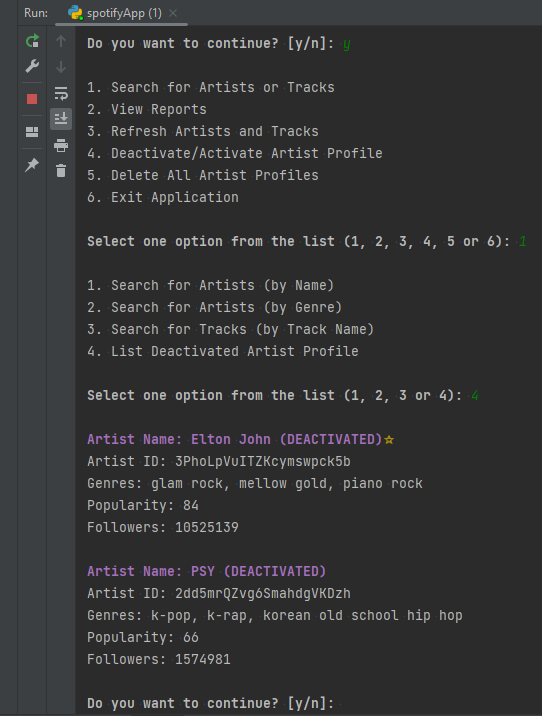 Run: spotifyApp (1) ×
Do you want to continue? [y/n]: y
1. Search for Artists or Tracks
2. View Reports
3. Refresh Artists and Tracks
4. Deactivate/Activate Artist Profile
5. Delete All Artist Profiles
6. Exit Application
Select one option from the list (1, 2, 3, 4, 5 or 6): 1
1. Search for Artists (by Name)
2. Search for Artists (by Genre)
3. Search for Tracks (by Track Name)
4. List Deactivated Artist Profile
Select one option from the list (1, 2, 3 or 4): 4
Artist Name: Elton John (DEACTIVATED)☆
Artist ID: 3PhoLpVuITZKcymswpck5b
Genres: glam rock, mellow gold, piano rock
Popularity: 84
Followers: 10525139
Artist Name: PSY (DEACTIVATED)
Artist ID: 2dd5mrQZvg6SmahdgVKDzh
Genres: k-pop, k-rap, korean old school hip hop
Popularity: 66
Followers: 1574981
Do you want to continue? [y/n]: